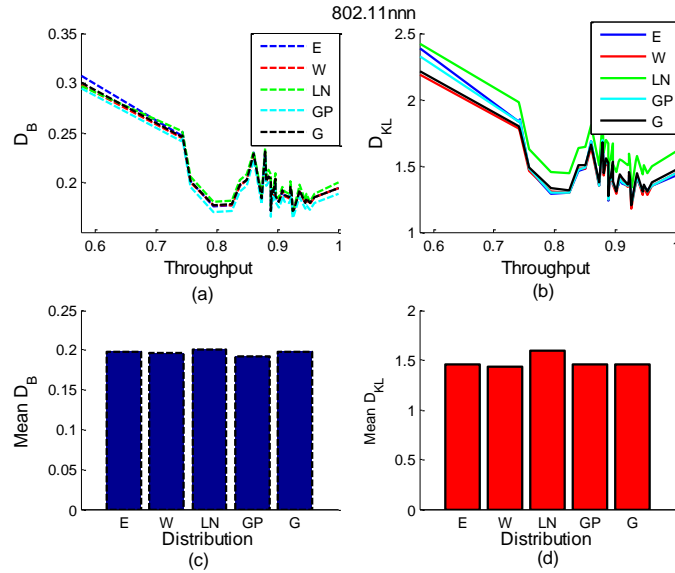 802.11nnn
0.35
0.3
0.25
0.2
D_B
0.6
0.7
0.8
0.9
1
Throughput
(a)
E
W
LN
GP
G
2.5
2
1.5
1
D_KL
0.6
0.7
0.8
0.9
1
Throughput
(b)
E
W
LN
GP
G
0.25
0.2
0.15
0.1
0.05
0
Mean D_B
E W LN GP G
Distribution
(c)
2
1.5
1
0.5
0
Mean D_KL
E W LN GP G
Distribution
(d)